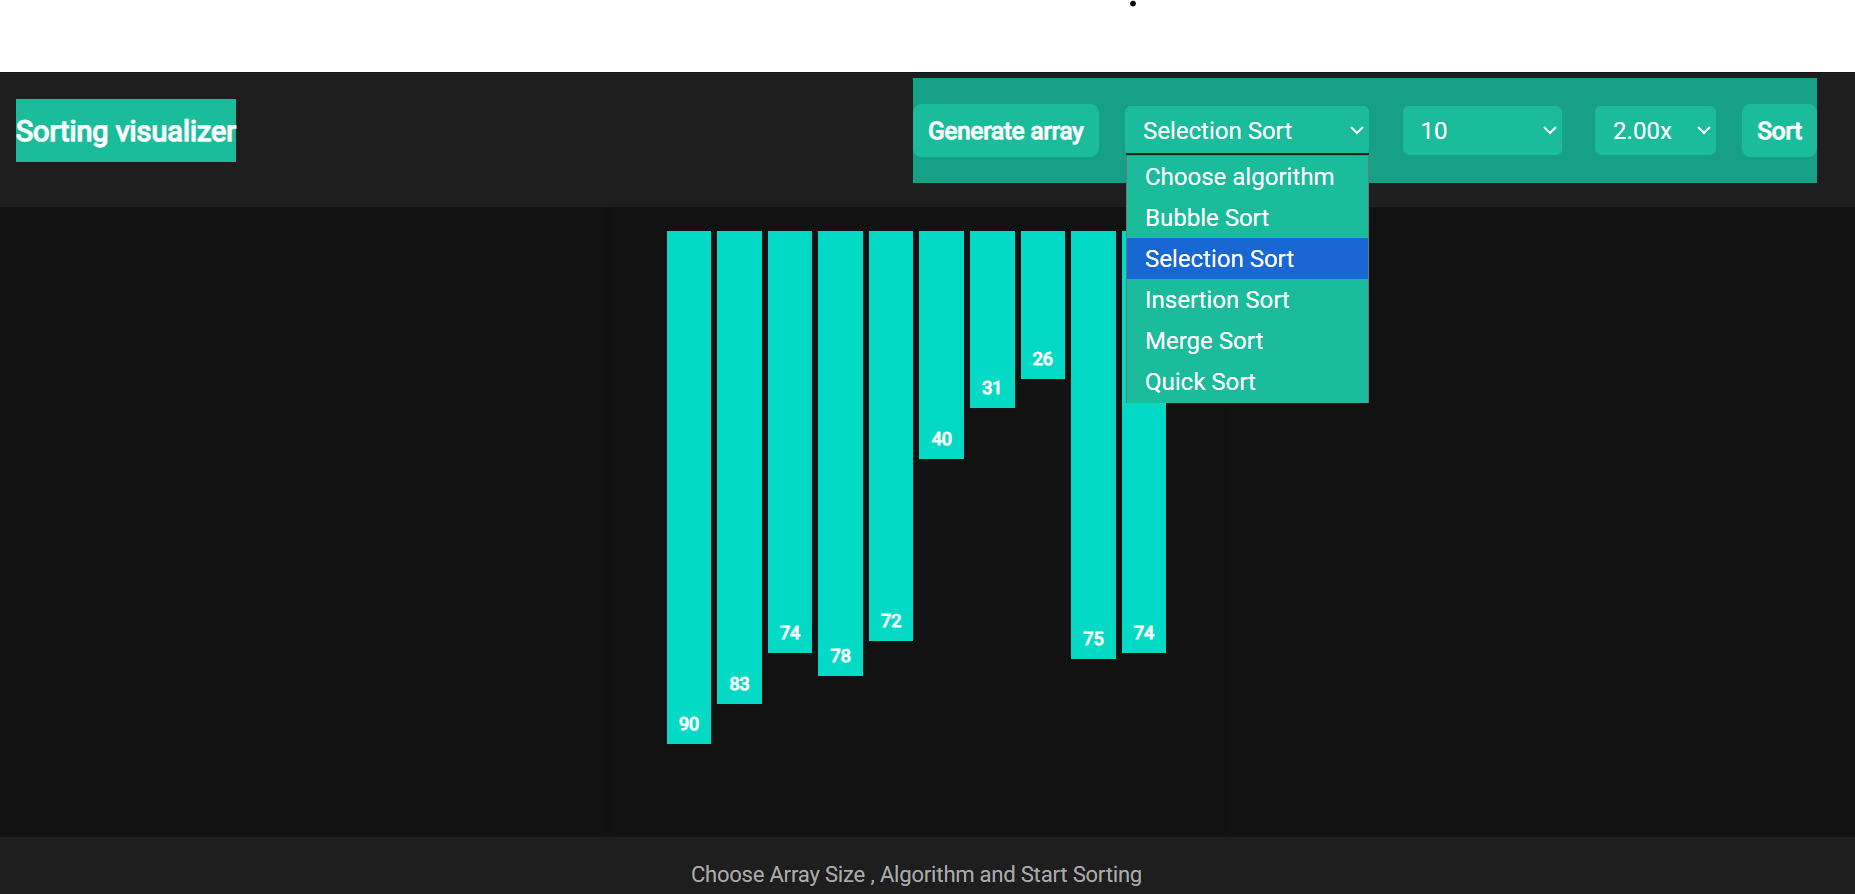 Sorting visualizer
Generate array
Selection Sort
10
2.00x
Sort
Choose algorithm
Bubble Sort
Selection Sort
Insertion Sort
Merge Sort
Quick Sort
90
83
74
78
72
40
31
26
75
74
Choose Array Size , Algorithm and Start Sorting